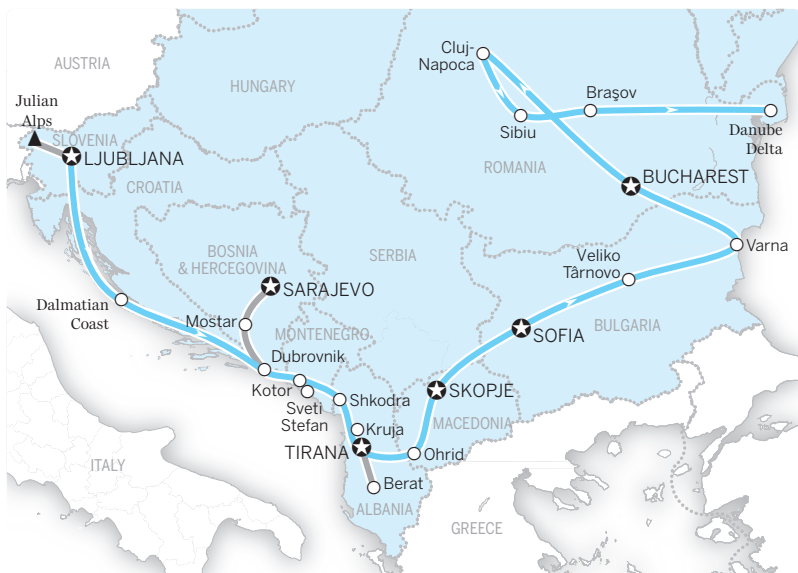 Cluj-
Napoca
AUSTRIA
HUNGARY
Julian
Alps
Braşov
SLOVENIA
Sibiu
Danube
Delta
LJUBLJANA
ROMANIA
CROATIA
BUCHAREST
BOSNIA
& HERCEGOVINA
SERBIA
Varna
Veliko
Târnovo
SARAJEVO
Dalmatian
Coast
Mostar
MONTENEGRO
SOFIA
BULGARIA
Dubrovnik
Kotor
SKOPJE
Sveti
Stefan
Shkodra
Kruja
MACEDONIA
TIRANA
Ohrid
ITALY
Berat
ALBANIA
GREECE